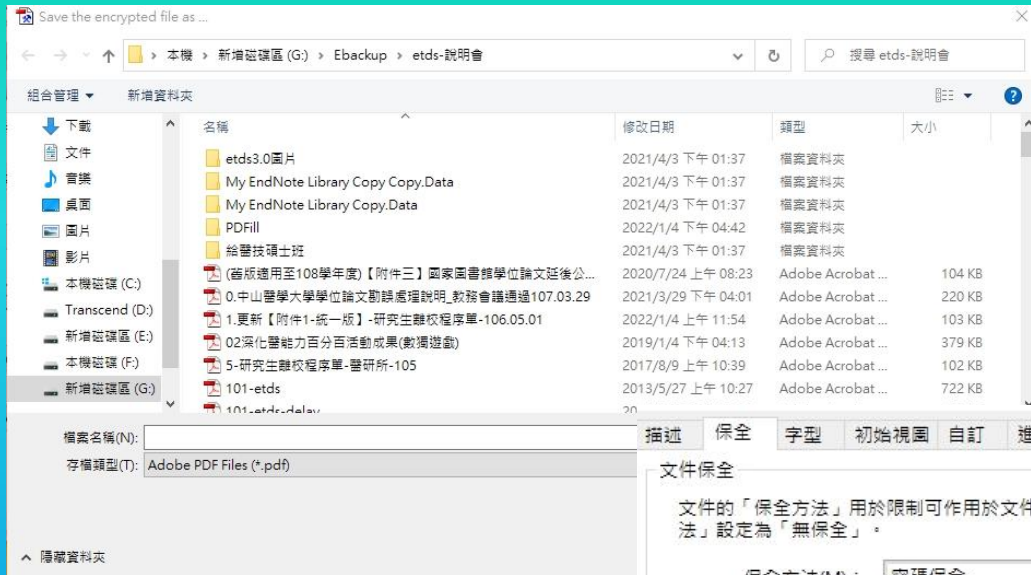 Save the encrypted file as ...
本機 › 新增磁碟區 (G:) › Ebackup › etds-說明會
搜尋 etds-說明會
組合管理 新增資料夾
下載
文件
音樂
桌面
圖片
影片
本機磁碟 (C:)
Transcend (D:)
新增磁碟區 (E:)
本機磁碟 (F:)
新增磁碟區 (G:)
名稱 修改日期 類型 大小
etds3.0圖片 2021/4/3 下午 01:37 檔案資料夾
My EndNote Library Copy Copy.Data 2021/4/3 下午 01:37 檔案資料夾
My EndNote Library Copy.Data 2021/4/3 下午 01:37 檔案資料夾
PDFill 2022/1/4 下午 04:42 檔案資料夾
給醫技碩士班 2021/4/3 下午 01:37 檔案資料夾
(舊版適用至108學年度)【附件三】國家圖書館學位論文延後公... 2020/7/24 上午 08:23 Adobe Acrobat ... 104 KB
0.中山醫學大學學位論文勘誤處理說明_教務會議通過107.03.29 2021/3/29 下午 04:01 Adobe Acrobat ... 220 KB
1.更新【附件1-統一版】-研究生離校程序單-106.05.01 2022/1/4 上午 11:54 Adobe Acrobat ... 103 KB
02深化醫能力百分百活動成果(數獨遊戲) 2019/1/4 下午 04:13 Adobe Acrobat ... 379 KB
5-研究生離校程序單-醫研所-105 2017/8/9 上午 10:39 Adobe Acrobat ... 102 KB
101-etds 2013/5/27 上午 10:27 Adobe Acrobat ... 722 KB
101-etds-delay 20
檔案名稱(N):
存檔類型(T): Adobe PDF Files (*.pdf)
隱藏資料夾
描述 保全 字型 初始視圖 自訂 進
文件保全
文件的「保全方法」用於限制可作用於文件
法」設定為「無保全」。
保全方法(M): 密碼保全